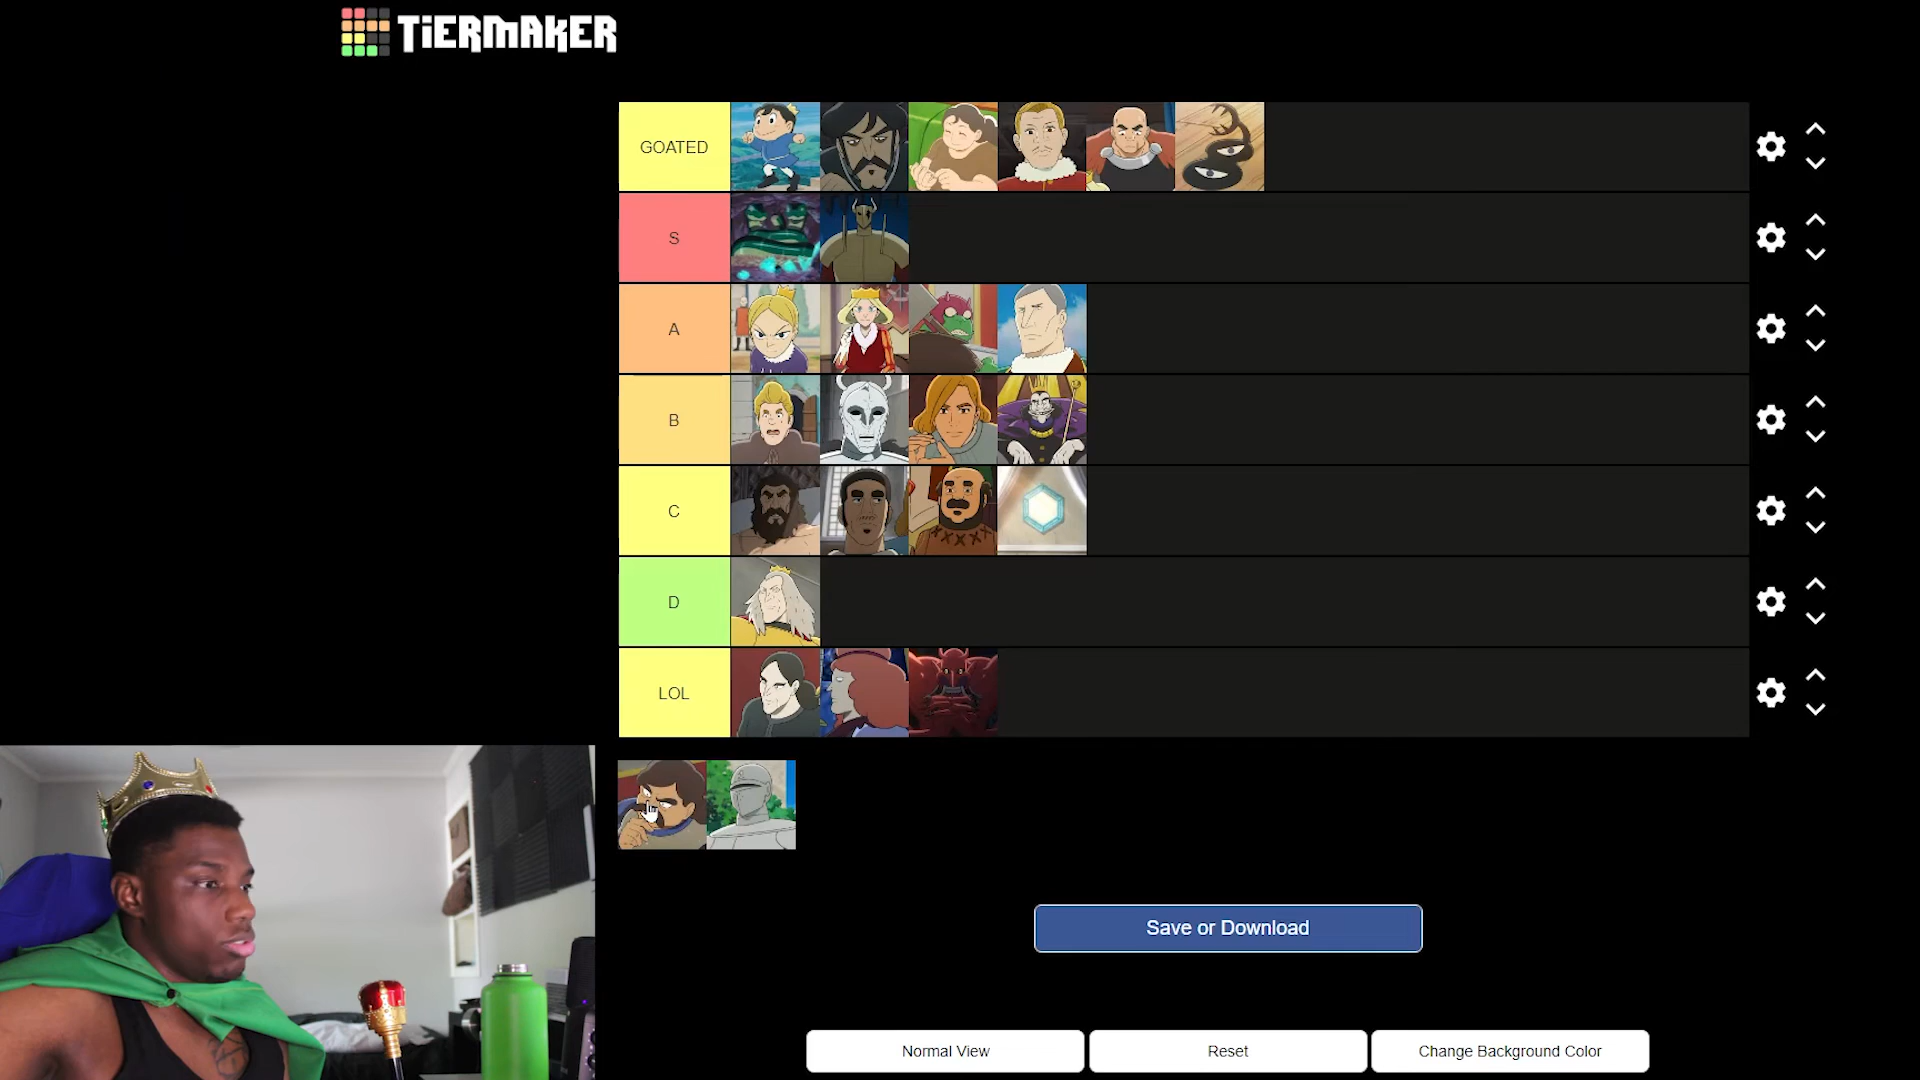 TiERMAKER
GOATED
S
A
B
C
D
LOL
Save or Download
Normal View
Reset
Change Background Color